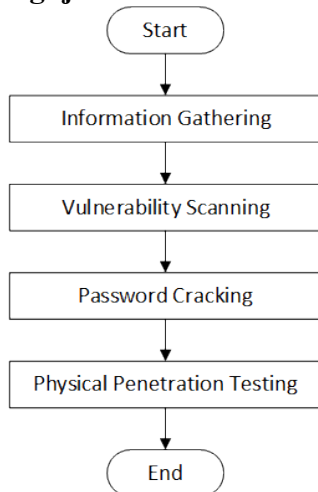 Start
Information Gathering
Vulnerability Scanning
Password Cracking
Physical Penetration Testing
End